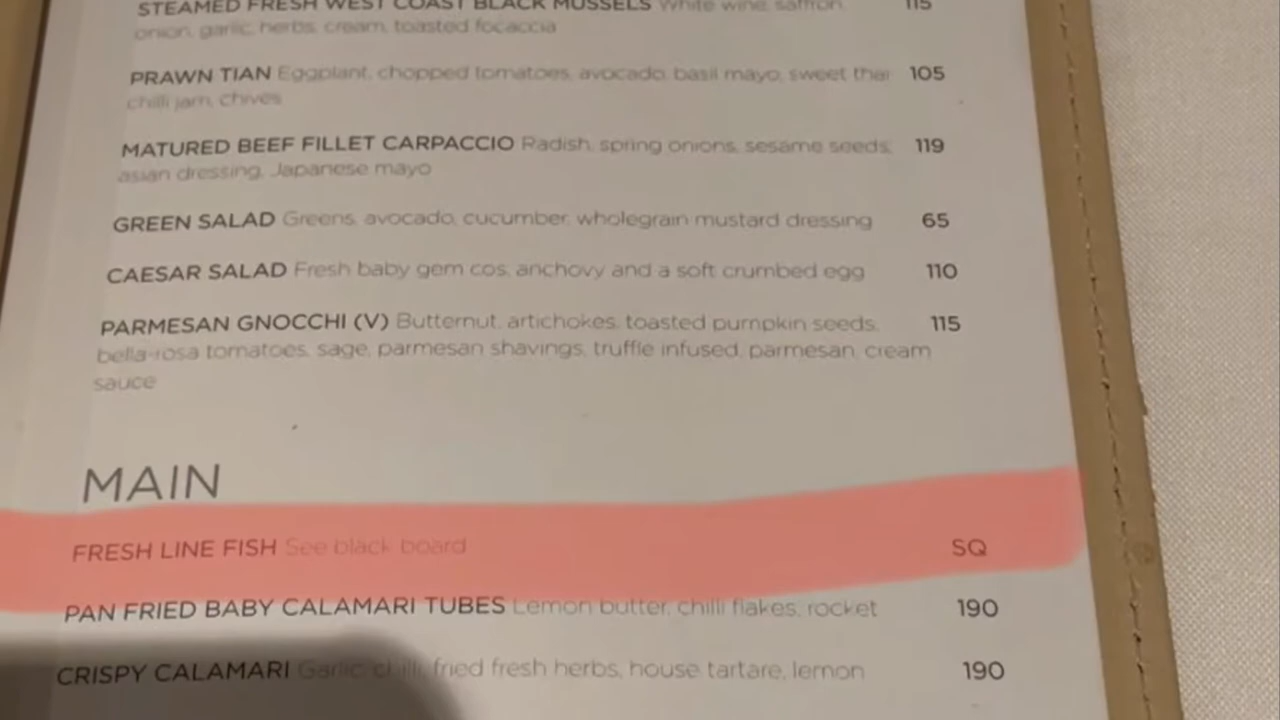 STEAMED FRESH WEST COAST BLACK MUSSELS White wine, saffron, 115
onion, garlic, herbs, cream, toasted focaccia
PRAWN TIAN Eggplant, chopped tomatoes, avocado, basil mayo, sweet thai 105
chilli jam, chives
MATURED BEEF FILLET CARPACCIO Radish, spring onions, sesame seeds, 119
asian dressing, Japanese mayo
GREEN SALAD Greens, avocado, cucumber, wholegrain mustard dressing 65
CAESAR SALAD Fresh baby gem cos, anchovy and a soft crumbed egg 110
PARMESAN GNOCCHI (V) Butternut, artichokes, toasted pumpkin seeds, 115
bella-rosa tomatoes, sage, parmesan shavings, truffle infused, parmesan, cream
sauce
MAIN
FRESH LINE FISH See black board SQ
PAN FRIED BABY CALAMARI TUBES Lemon butter, chilli flakes, rocket 190
CRISPY CALAMARI Garlic, chilli, fried fresh herbs, house tartare, lemon 190